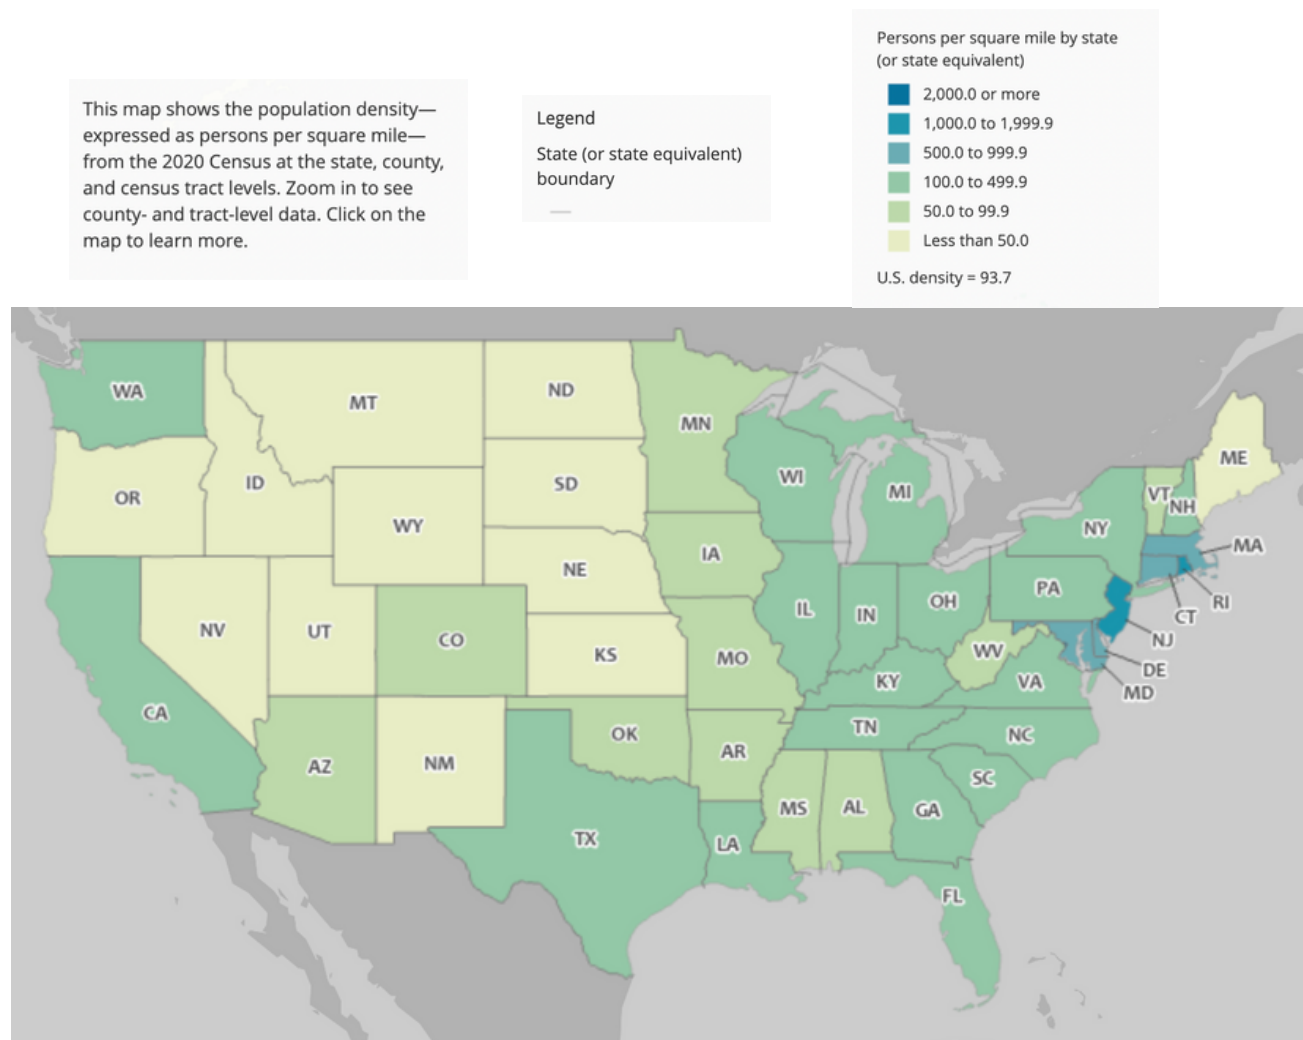 Persons per square mile by state
(or state equivalent)
2,000.0 or more
1,000.0 to 1,999.9
500.0 to 999.9
100.0 to 499.9
50.0 to 99.9
Less than 50.0
U.S. density = 93.7
This map shows the population density—
expressed as persons per square mile—
from the 2020 Census at the state, county,
and census tract levels. Zoom in to see
county- and tract-level data. Click on the
map to learn more.
Legend
State (or state equivalent)
boundary
WA
MT
ND
MN
OR
ID
WY
SD
WI
MI
NY
VT
NH
ME
MA
RI
CT
NV
UT
CO
NE
KS
IA
MO
IL
IN
OH
PA
NJ
DE
MD
WV
VA
KY
CA
AZ
NM
OK
AR
TN
NC
SC
TX
LA
MS
AL
GA
FL